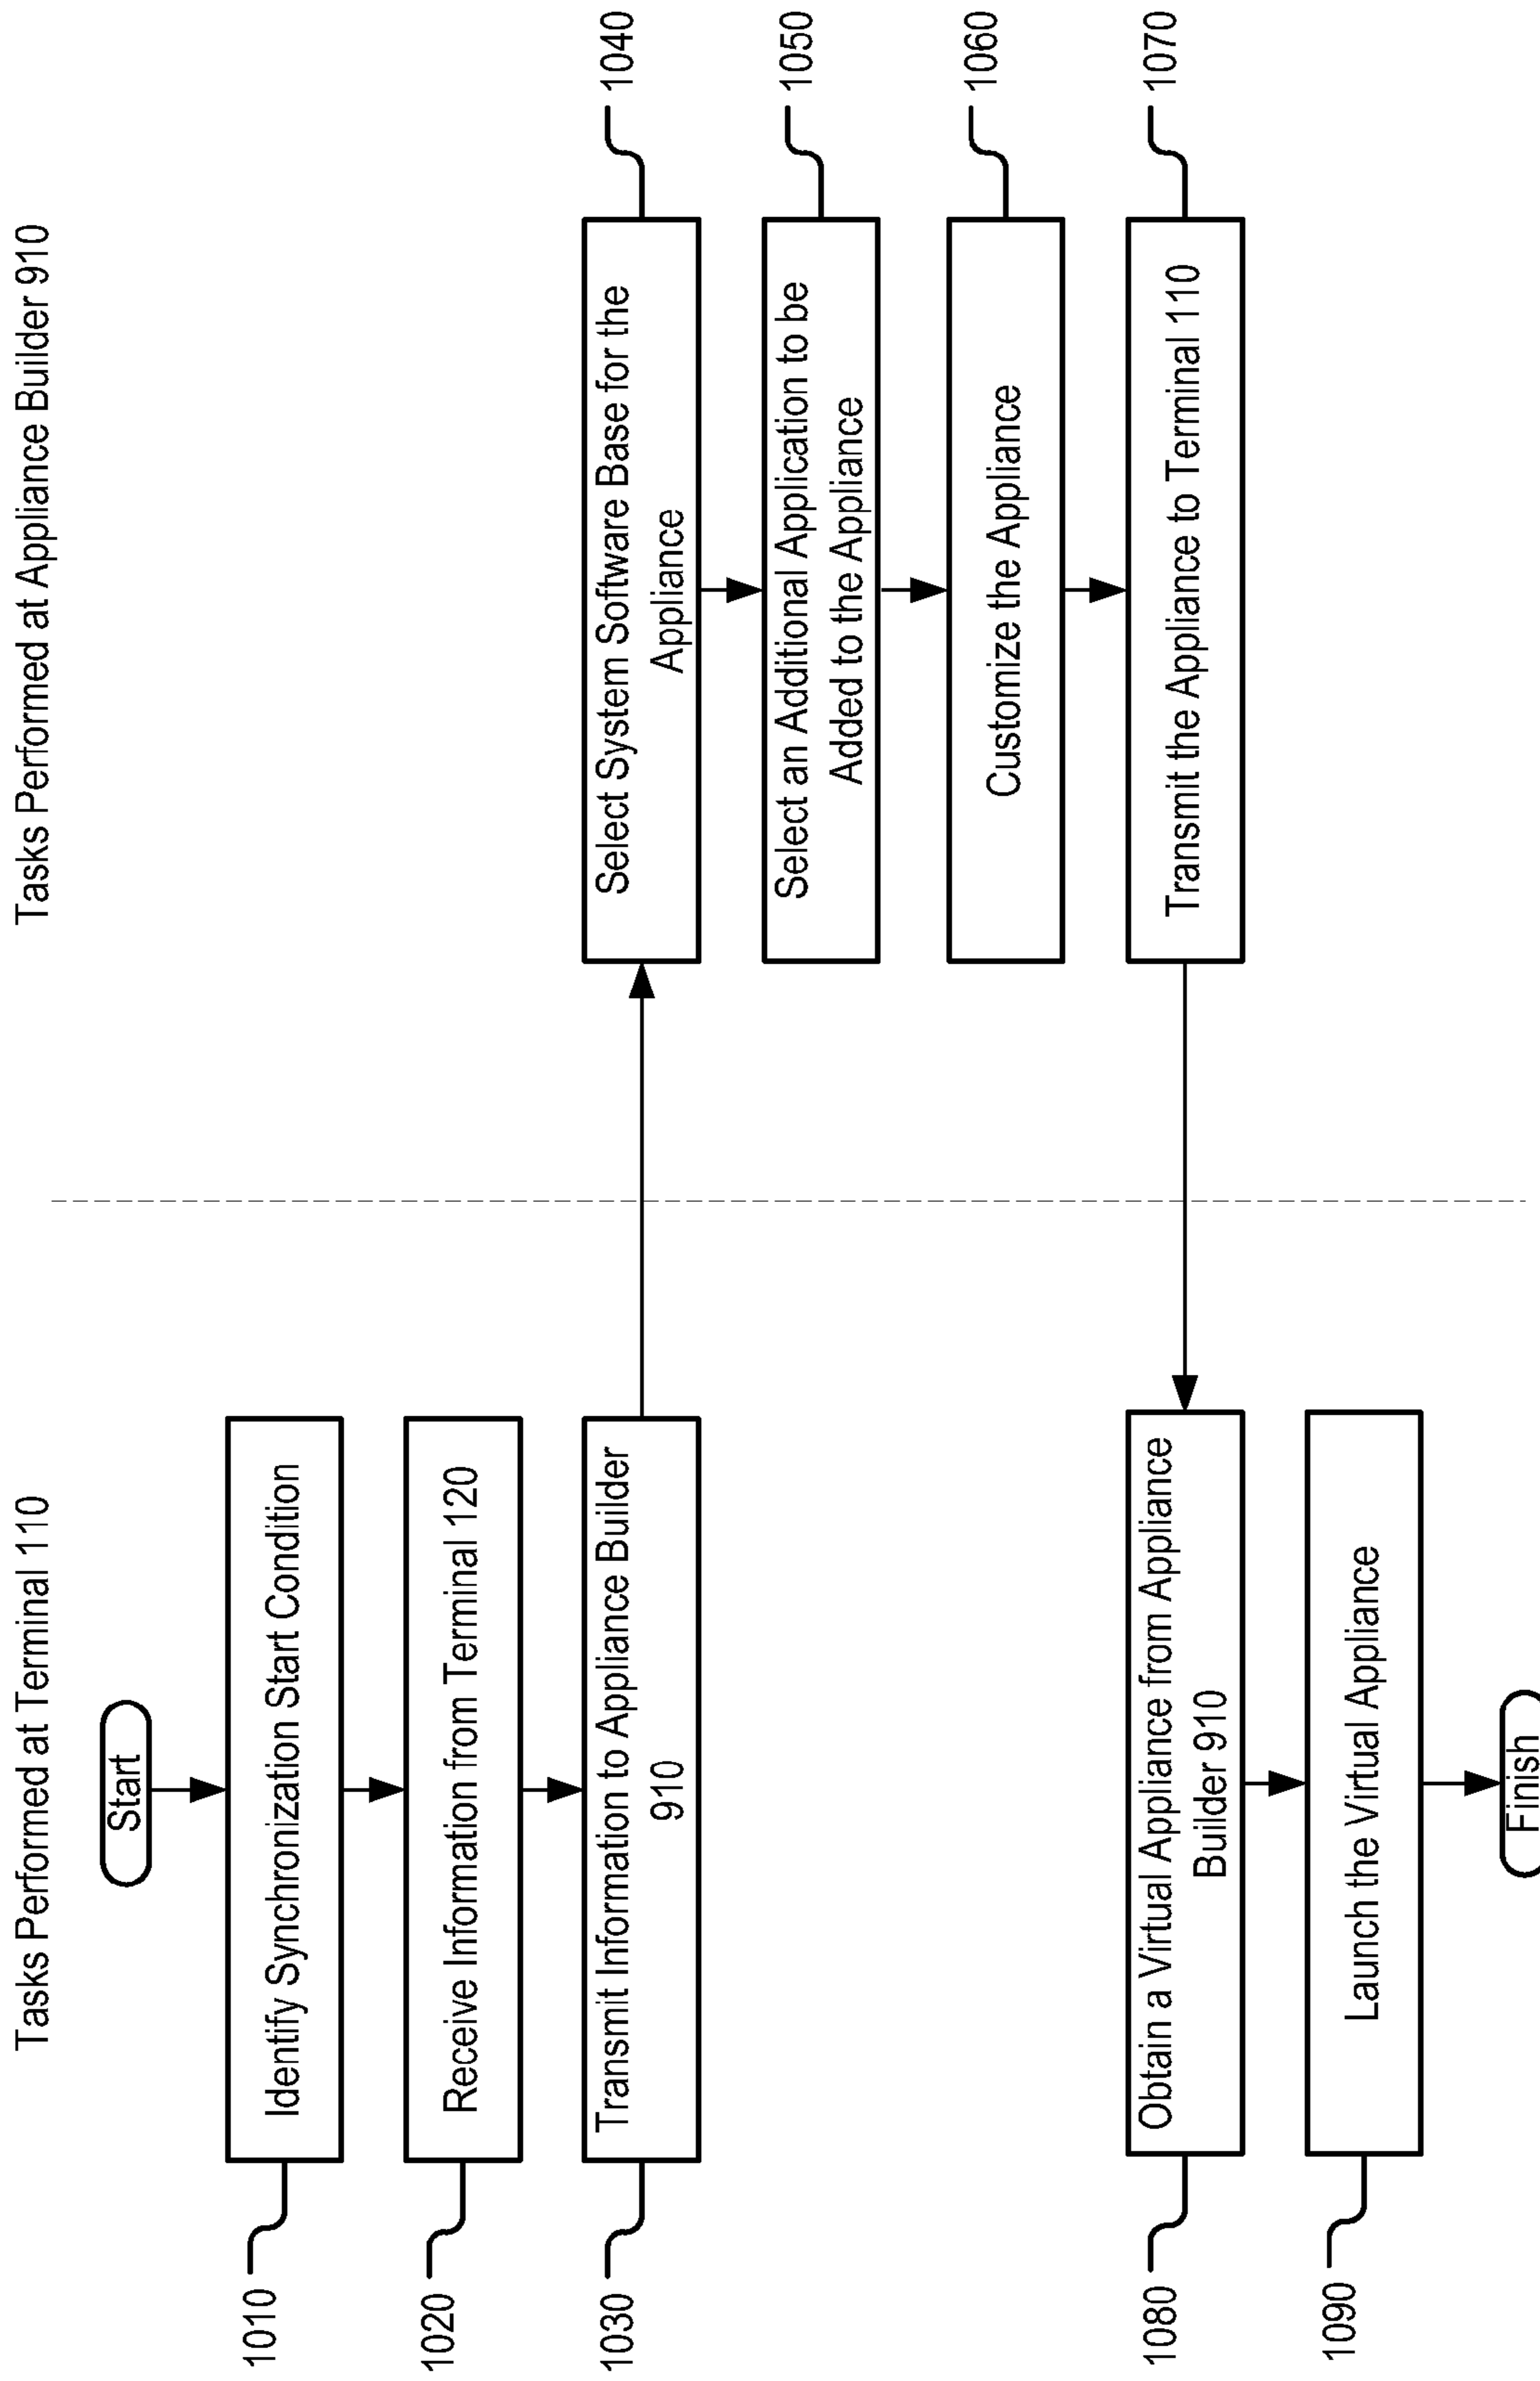 Tasks Performed at Terminal 110
Tasks Performed at Appliance Builder 910
Start
1010
Identify Synchronization Start Condition
1020
Receive Information from Terminal 120
1030
Transmit Information to Appliance Builder
910
Select System Software Base for the
Appliance
1040
Select an Additional Application to be
Added to the Appliance
1050
Customize the Appliance
1060
Transmit the Appliance to Terminal 110
1070
1080
Obtain a Virtual Appliance from Appliance
Builder 910
1090
Launch the Virtual Appliance
Finish